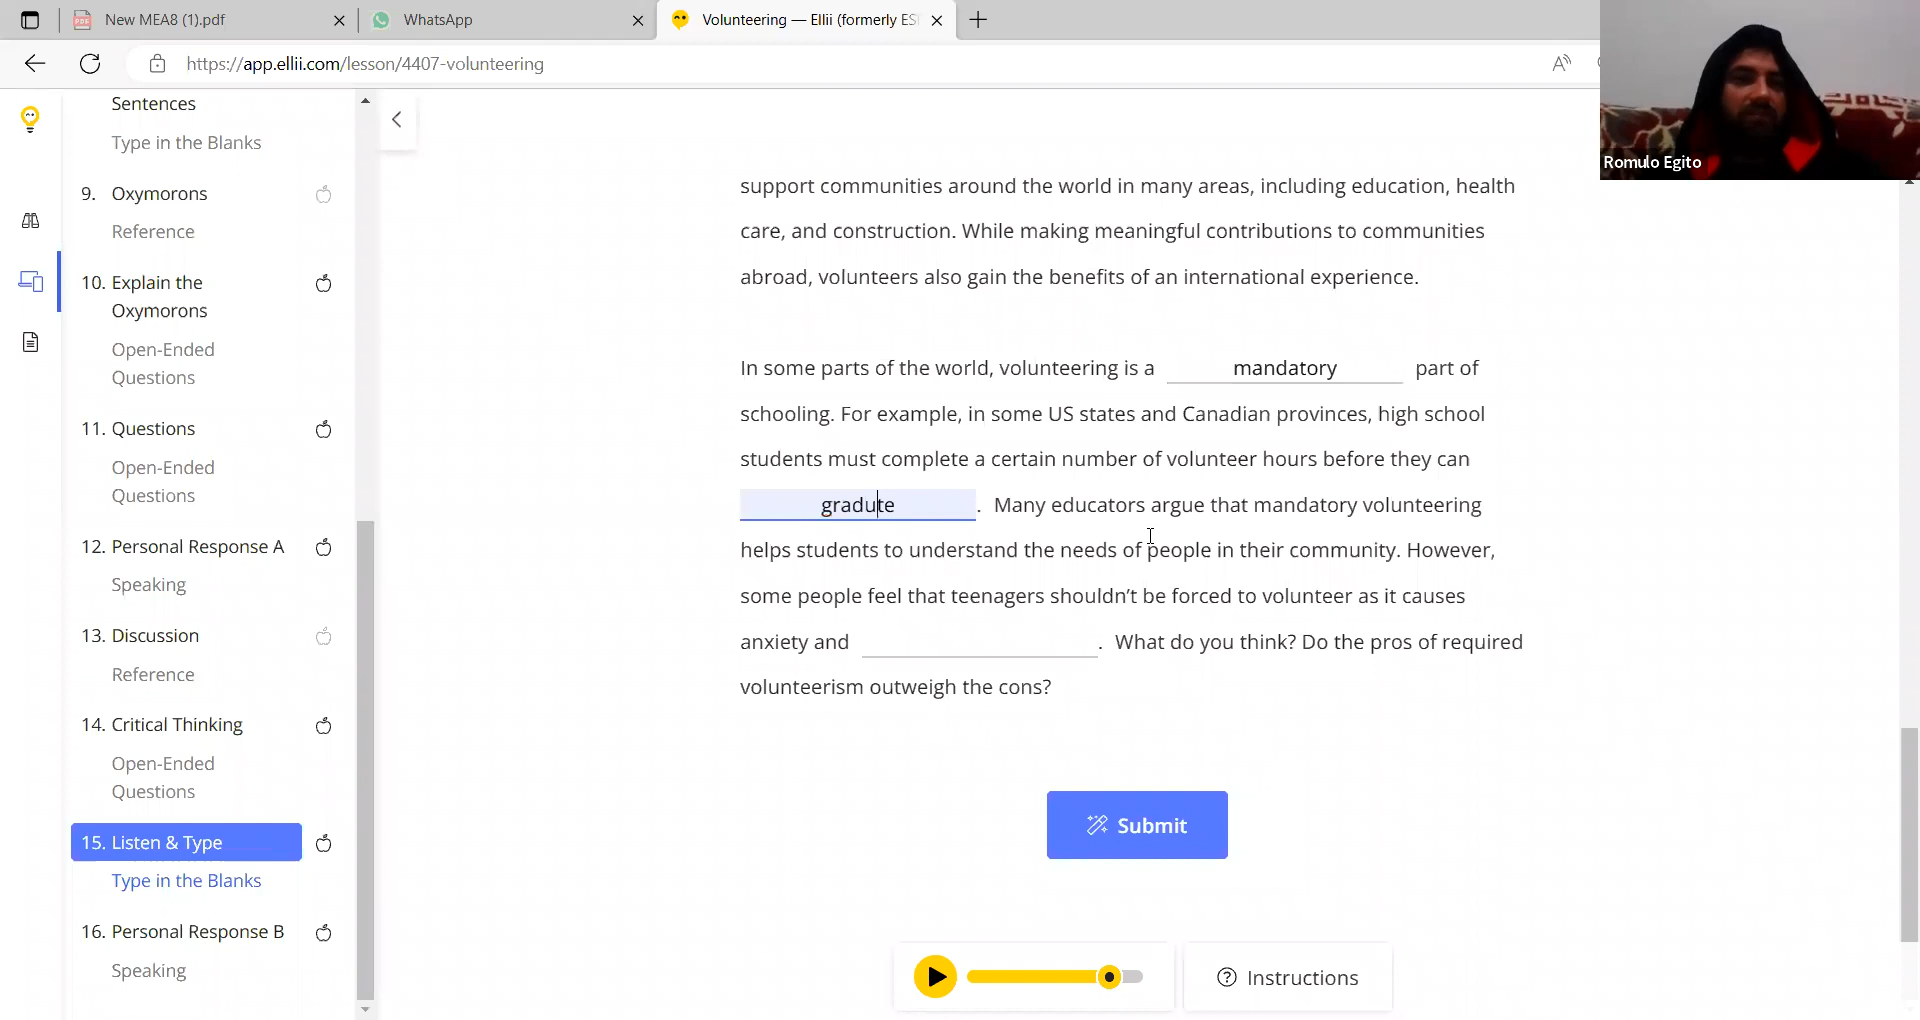 New MEA8 (1).pdf
WhatsApp
Volunteering — Ellii (formerly ES
https://app.ellii.com/lesson/4407-volunteering
Romulo Egito
Sentences
Type in the Blanks
9. Oxymorons
Reference
10. Explain the
Oxymorons
Open-Ended
Questions
11. Questions
Open-Ended
Questions
12. Personal Response A
Speaking
13. Discussion
Reference
14. Critical Thinking
Open-Ended
Questions
15. Listen & Type
Type in the Blanks
16. Personal Response B
Speaking
support communities around the world in many areas, including education, health
care, and construction. While making meaningful contributions to communities
abroad, volunteers also gain the benefits of an international experience.
In some parts of the world, volunteering is a mandatory part of
schooling. For example, in some US states and Canadian provinces, high school
students must complete a certain number of volunteer hours before they can
gradute . Many educators argue that mandatory volunteering
helps students to understand the needs of people in their community. However,
some people feel that teenagers shouldn't be forced to volunteer as it causes
anxiety and . What do you think? Do the pros of required
volunteerism outweigh the cons?
Submit
Instructions